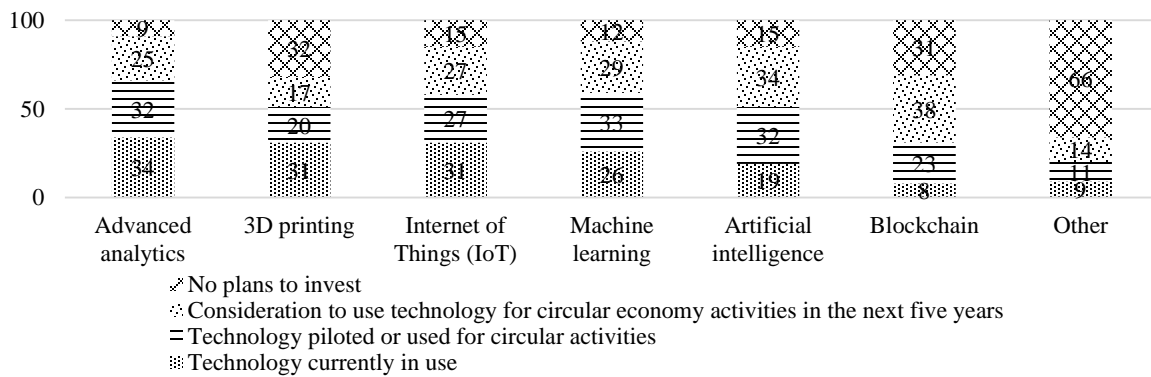 100
50
0
9
25
32
34
32
17
20
31
15
27
27
31
12
29
33
26
15
34
32
19
31
38
23
8
66
14
11
9
Advanced analytics
3D printing
Internet of Things (IoT)
Machine learning
Artificial intelligence
Blockchain
Other
No plans to invest
Consideration to use technology for circular economy activities in the next five years
Technology piloted or used for circular activities
Technology currently in use